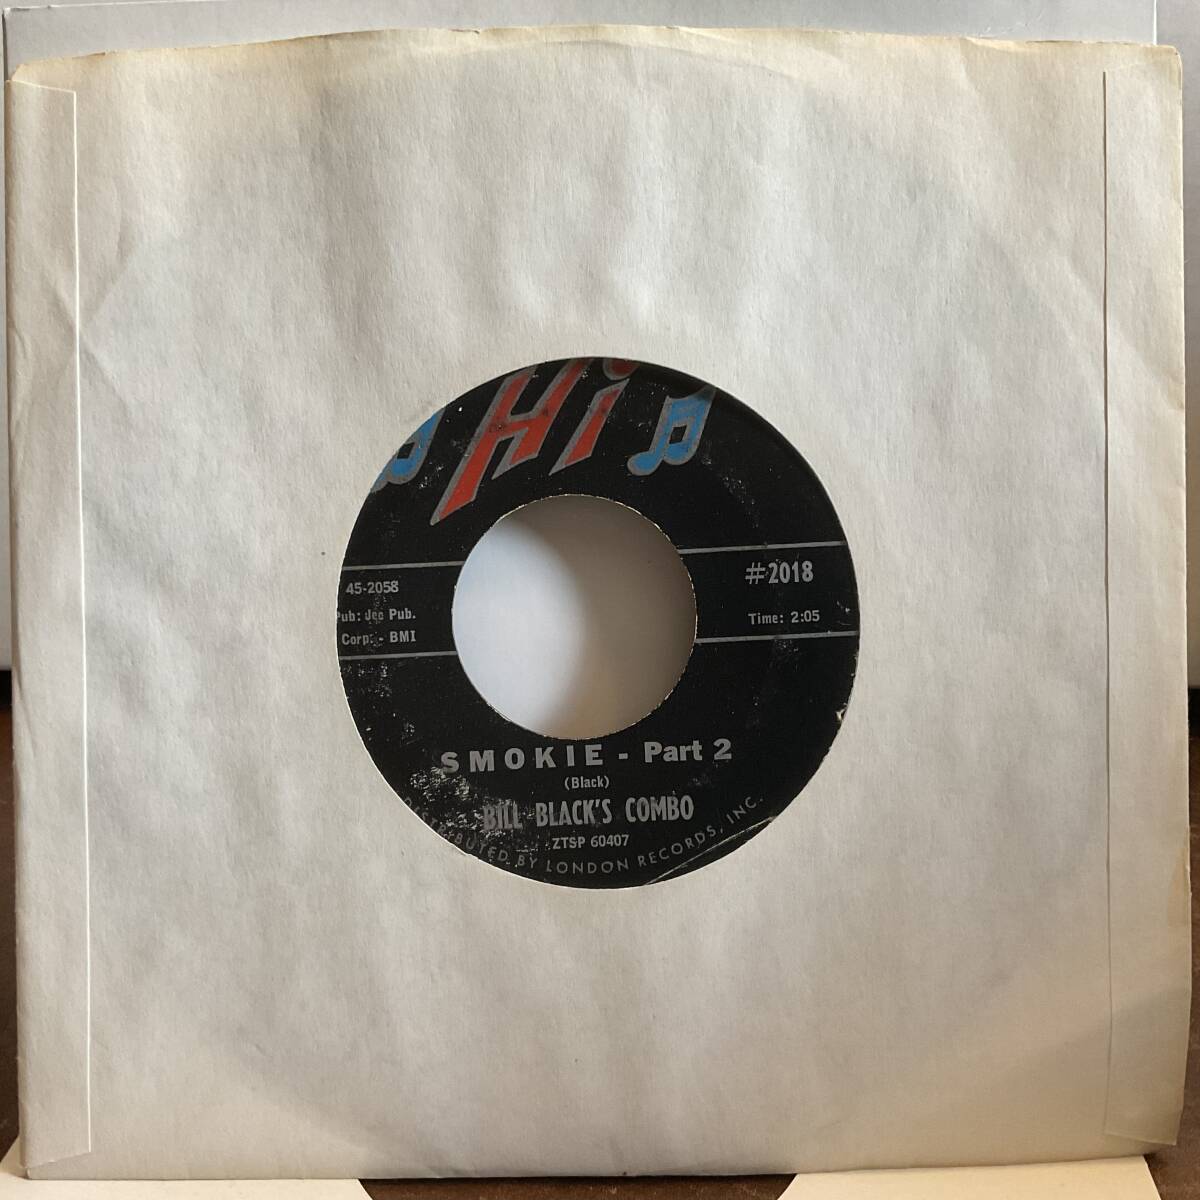 Hi
45-2058
Pub: Jec Pub.
Corp. - BMI
#2018
Time: 2:05
SMOKIE - Part 2
(Black)
BILL BLACK'S COMBO
ZTSP 60407
DISTRIBUTED BY LONDON RECORDS, INC.